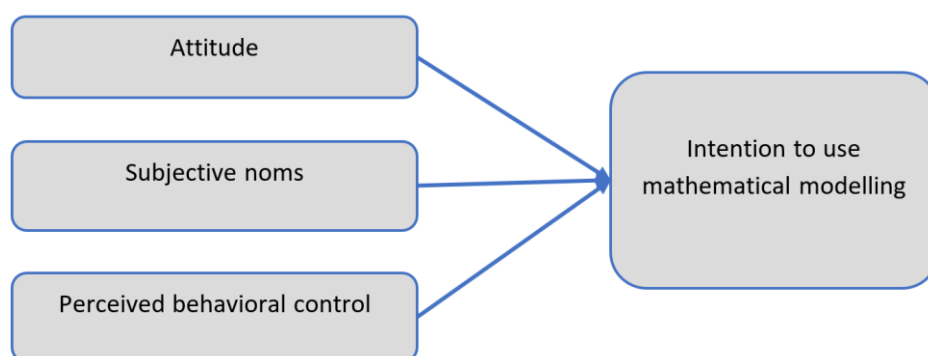 Attitude
Subjective noms
Perceived behavioral control
Intention to use
mathematical modelling